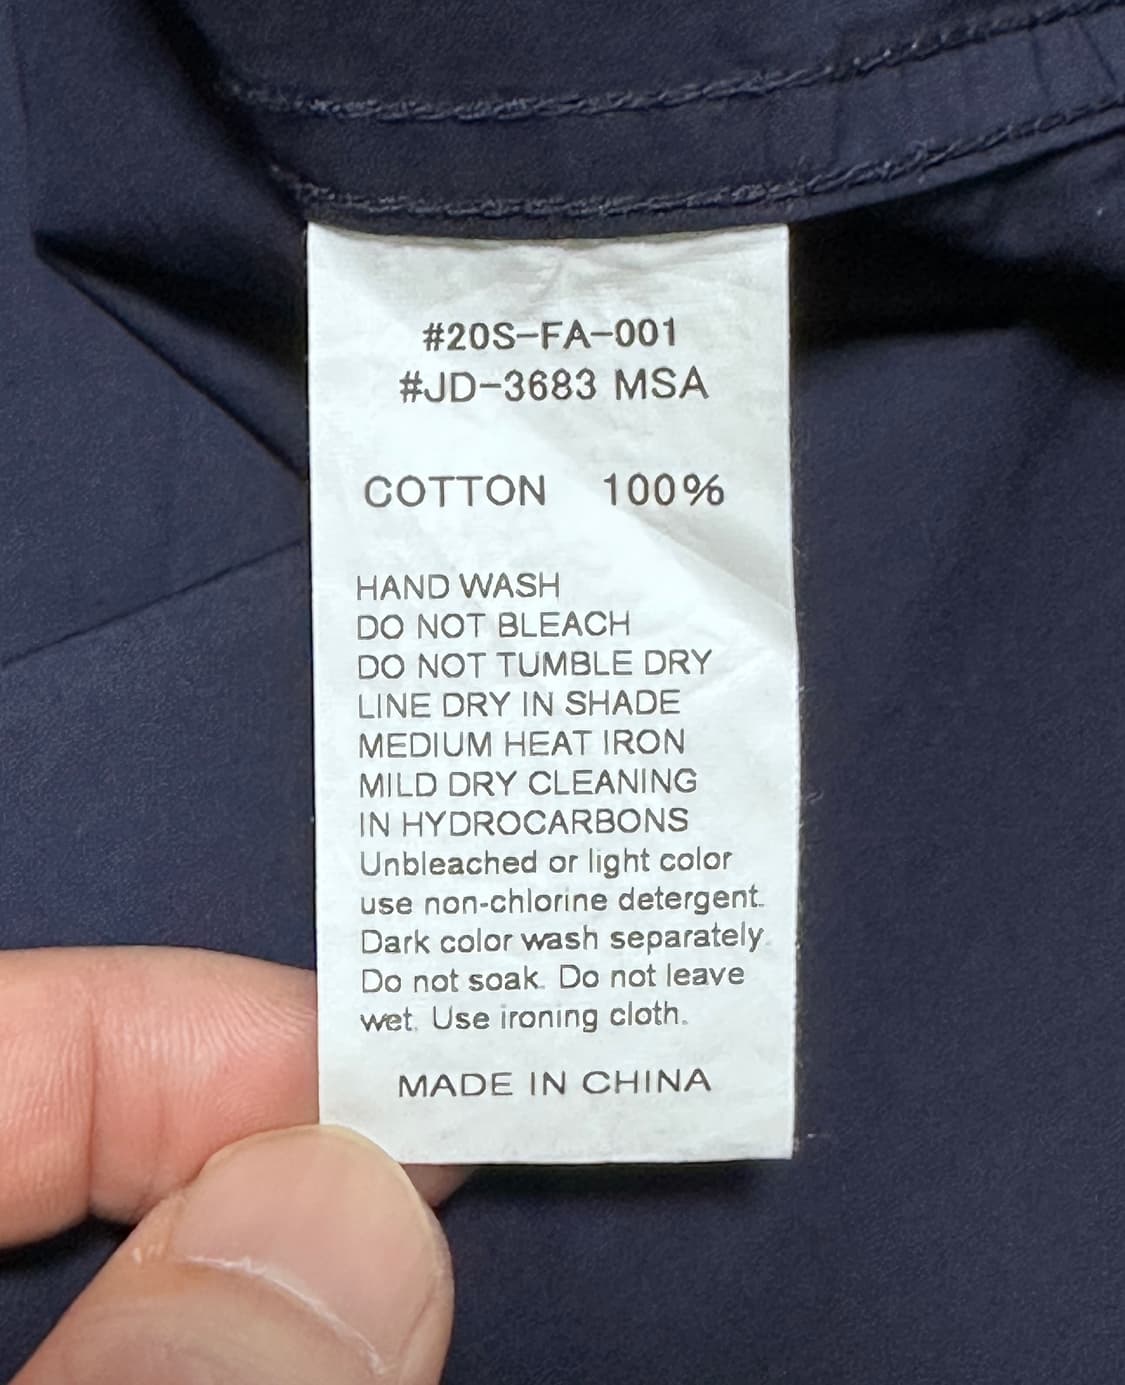 #20S-FA-001
#JD-3683 MSA
COTTON 100%
HAND WASH
DO NOT BLEACH
DO NOT TUMBLE DRY
LINE DRY IN SHADE
MEDIUM HEAT IRON
MILD DRY CLEANING
IN HYDROCARBONS
Unbleached or light color
use non-chlorine detergent.
Dark color wash separately.
Do not soak. Do not leave
wet. Use ironing cloth.
MADE IN CHINA